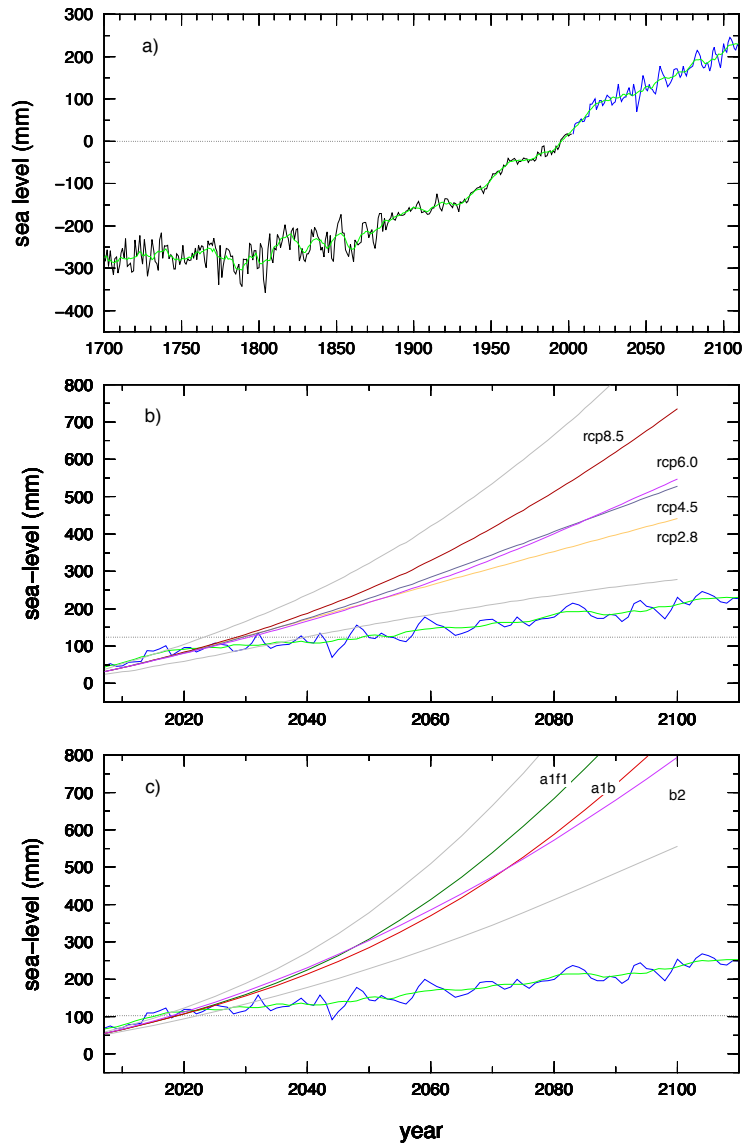 300
200
100
0
−100
−200
−300
−400
sea level (mm)
a)
1700 1750 1800 1850 1900 1950 2000 2050 2100
800
700
600
500
400
300
200
100
0
sea−level (mm)
b)
rcp8.5
rcp6.0
rcp4.5
rcp2.8
2020 2040 2060 2080 2100
800
700
600
500
400
300
200
100
0
sea−level (mm)
c)
a1f1
a1b
b2
2020 2040 2060 2080 2100
year